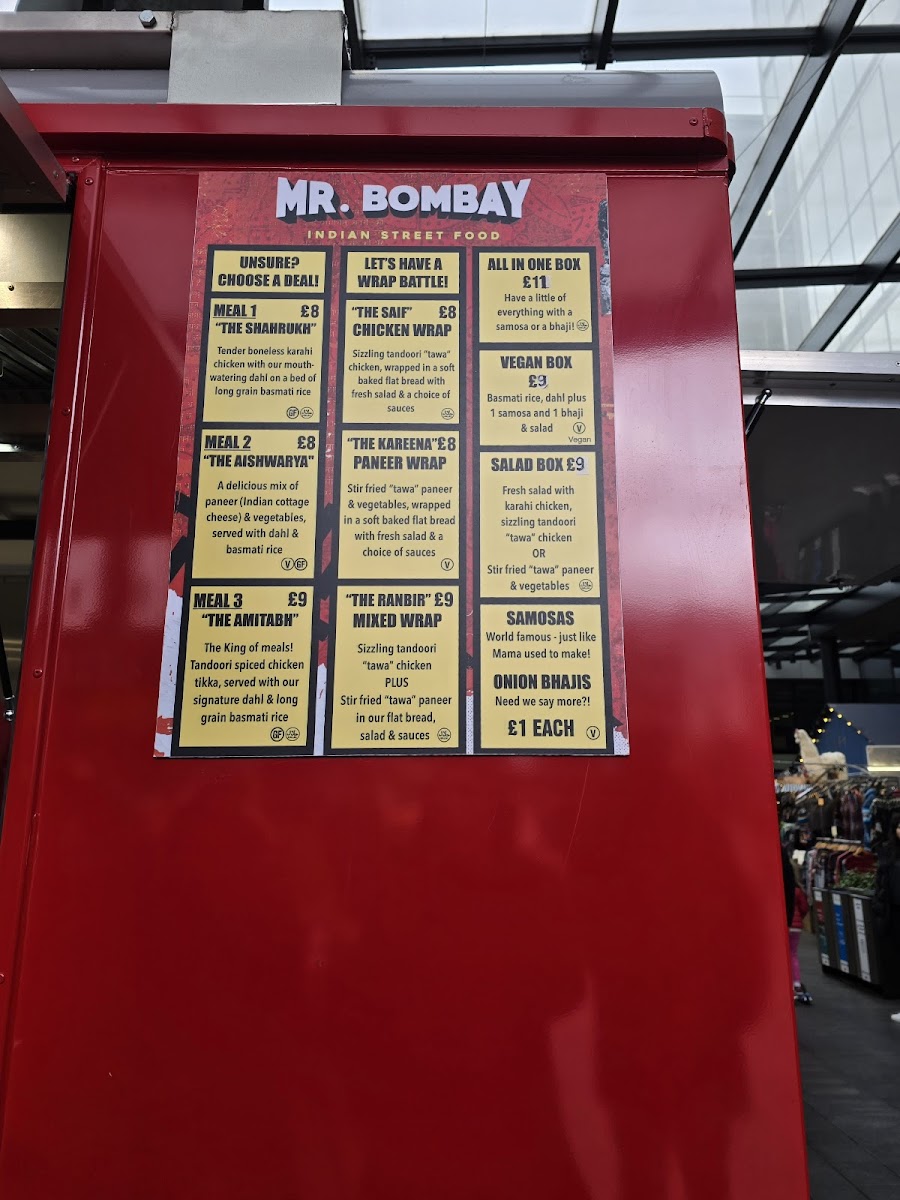 MR. BOMBAY
INDIAN STREET FOOD
UNSURE?
CHOOSE A DEAL!
MEAL 1 £8
"THE SHAHRUKH"
Tender boneless karahi
chicken with our mouth-
watering dahl on a bed of
long grain basmati rice
GF
MEAL 2 £8
"THE AISHWARYA"
A delicious mix of
paneer (Indian cottage
cheese) & vegetables,
served with dahl &
basmati rice
V GF
MEAL 3 £9
"THE AMITABH"
The King of meals!
Tandoori spiced chicken
tikka, served with our
signature dahl & long
grain basmati rice
GF
LET'S HAVE A
WRAP BATTLE!
"THE SAIF" £8
CHICKEN WRAP
Sizzling tandoori "tawa"
chicken, wrapped in a soft
baked flat bread with
fresh salad & a choice of
sauces
"THE KAREENA" £8
PANEER WRAP
Stir fried "tawa" paneer
& vegetables, wrapped
in a soft baked flat bread
with fresh salad & a
choice of sauces
V
"THE RANBIR" £9
MIXED WRAP
Sizzling tandoori
"tawa" chicken
PLUS
Stir fried "tawa" paneer
in our flat bread,
salad & sauces
ALL IN ONE BOX
£11
Have a little of
everything with a
samosa or a bhaji!
VEGAN BOX
£9
Basmati rice, dahl plus
1 samosa and 1 bhaji
& salad V
Vegan
SALAD BOX £9
Fresh salad with
karahi chicken,
sizzling tandoori
"tawa" chicken
OR
Stir fried "tawa" paneer
& vegetables
SAMOSAS
World famous - just like
Mama used to make!
ONION BHAJIS
Need we say more?!
£1 EACH V